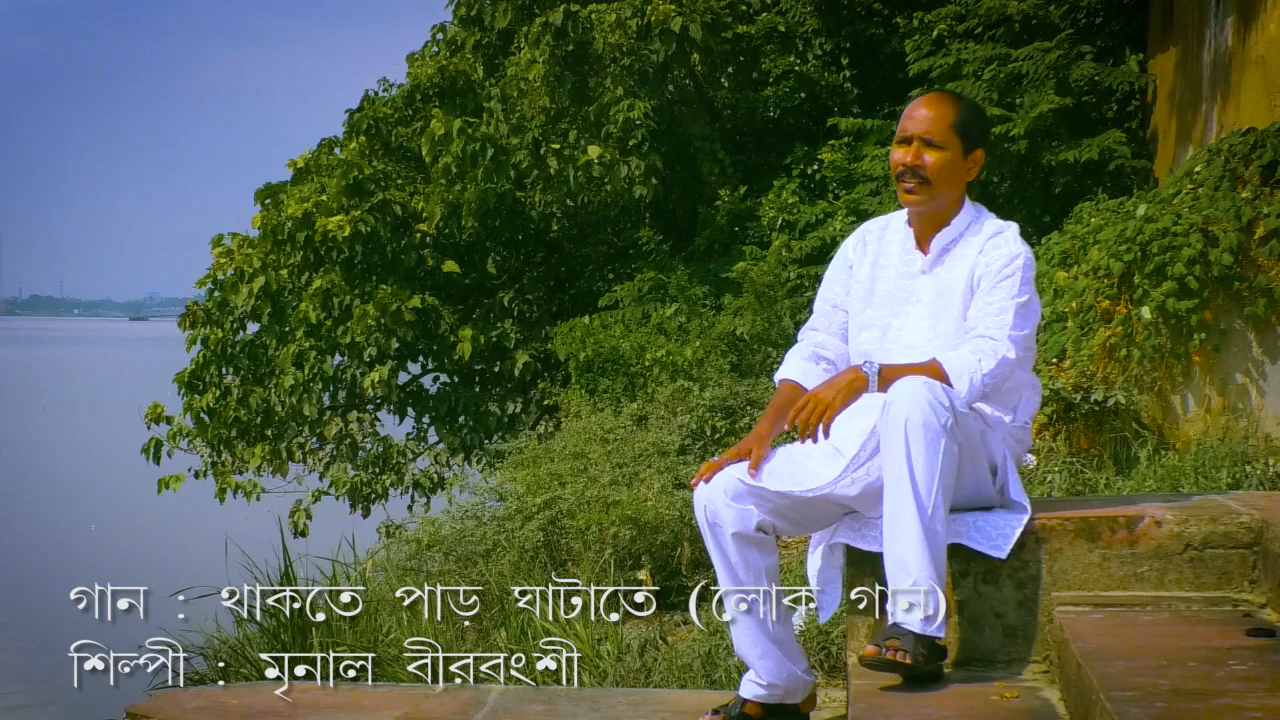 গান : থাকতে পাড় ঘাটাতে (লোক গান)
শিল্পী : মৃনাল বীরবংশী